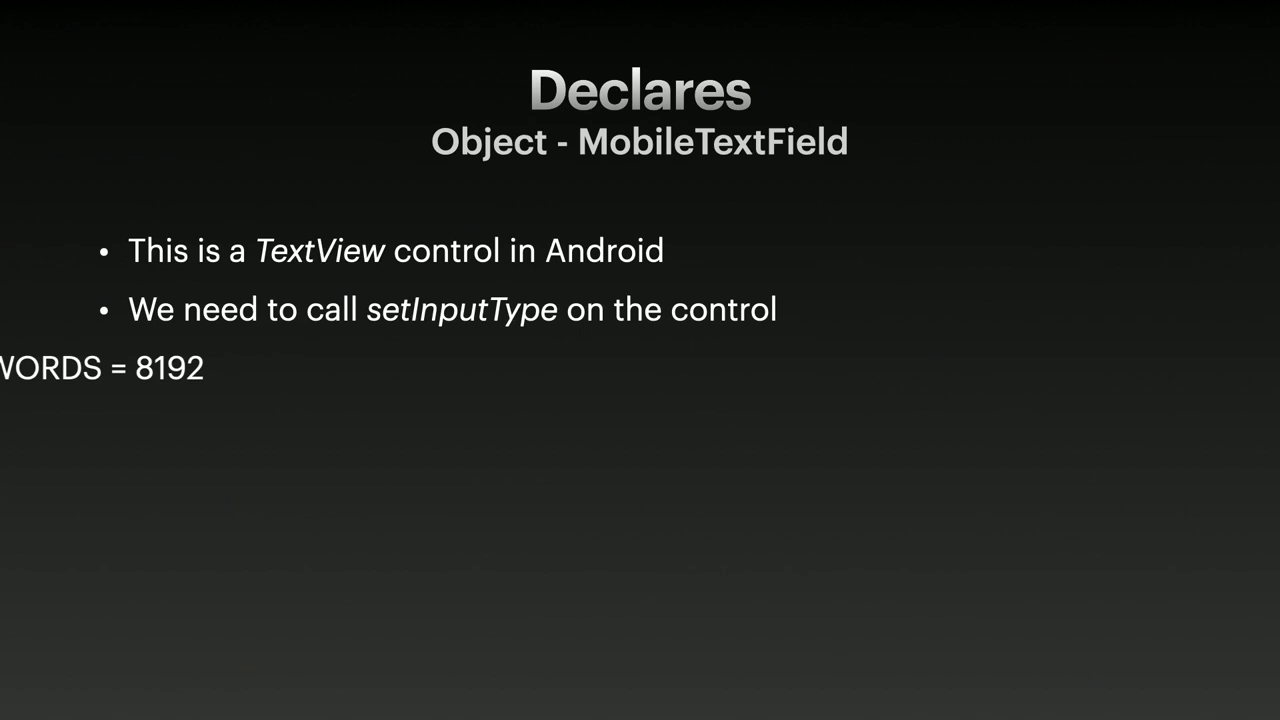 Declares
Object - MobileTextField
• This is a TextView control in Android
• We need to call setInputType on the control
WORDS = 8192